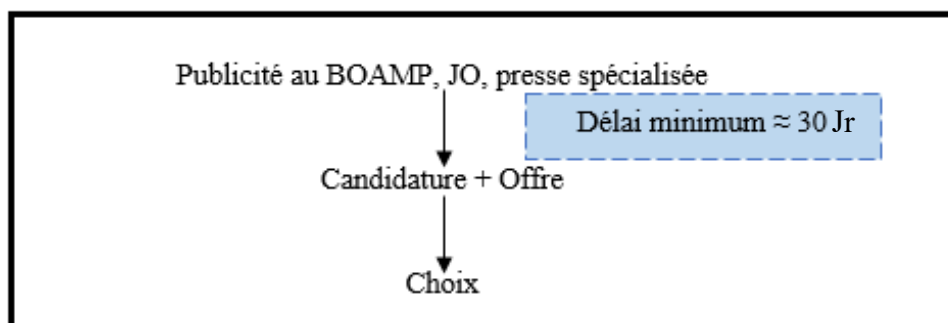 Publicité au BOAMP, JO, presse spécialisée
Délai minimum ≈ 30 Jr
Candidature + Offre
Choix